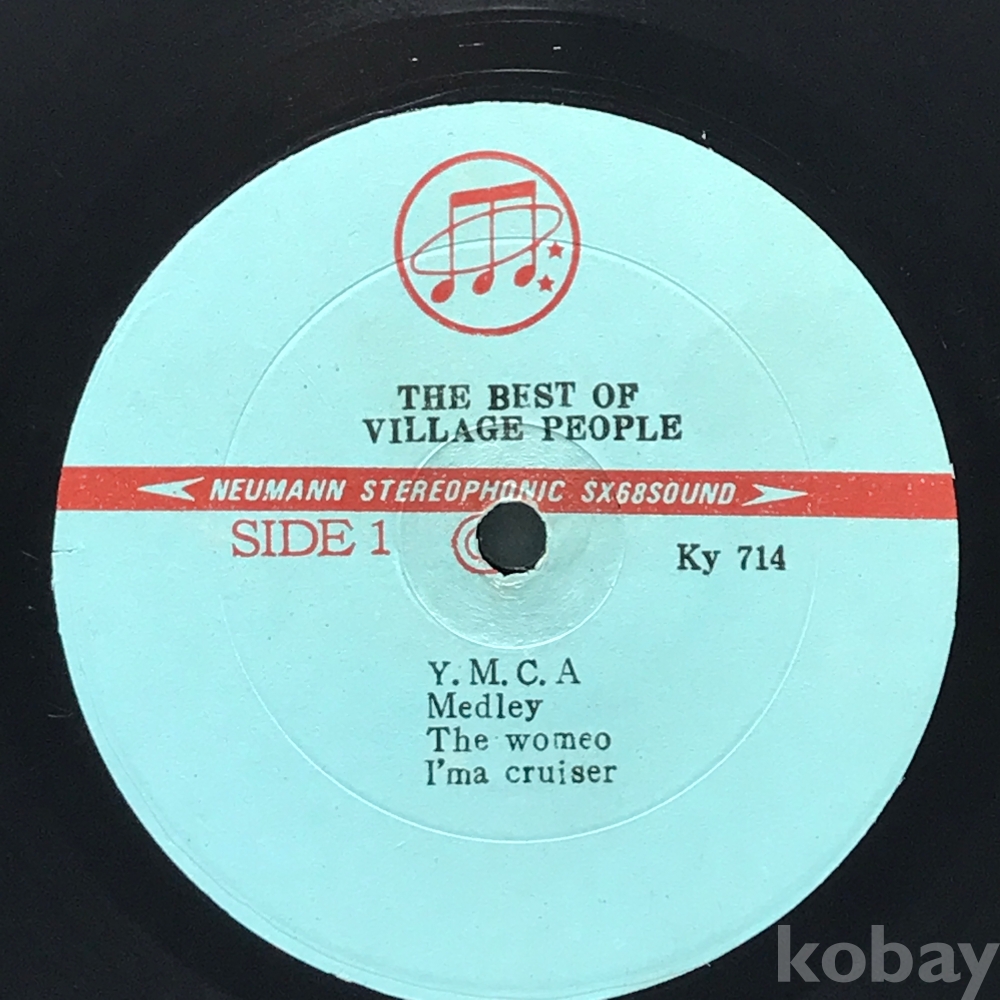 THE BEST OF
VILLAGE PEOPLE
NEUMANN STEREOPHONIC SX68SOUND
SIDE 1
Ky 714
Y. M. C. A
Medley
The womeo
I'ma cruiser
kobay